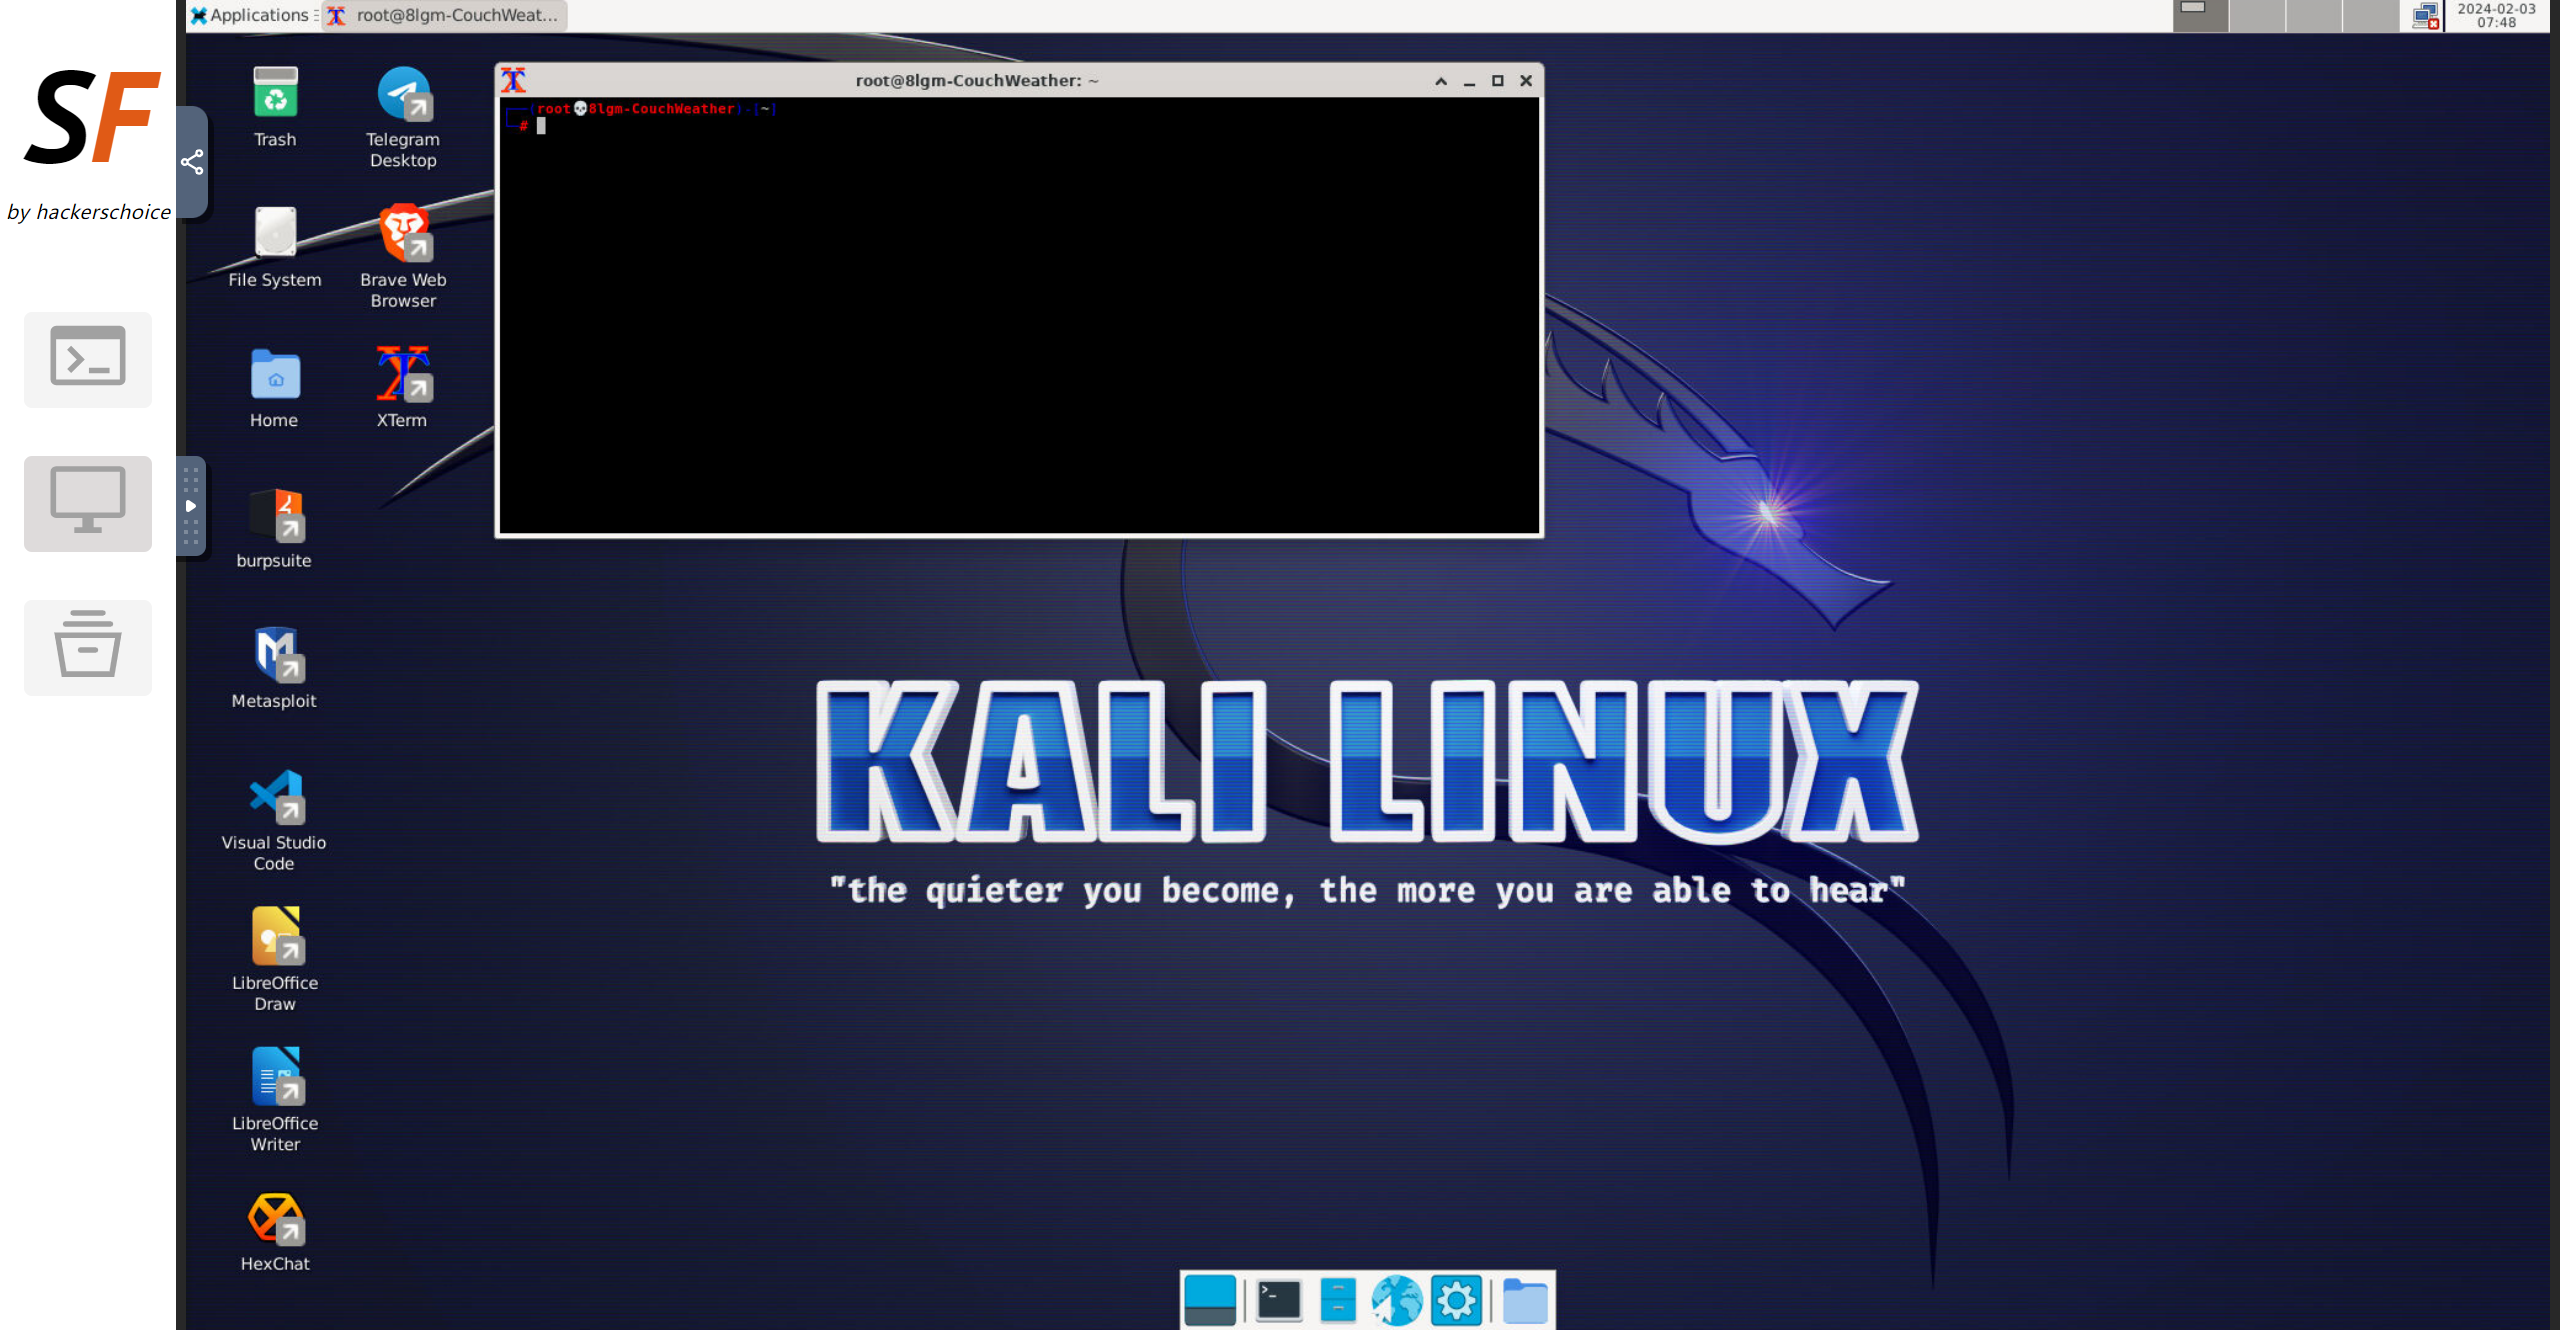 Applications
root@8lgm-CouchWeat...
2024-02-03
07:48
SF
by hackerschoice
Trash
Telegram
Desktop
File System
Brave Web
Browser
Home
XTerm
burpsuite
Metasploit
Visual Studio
Code
LibreOffice
Draw
LibreOffice
Writer
HexChat
root@8lgm-CouchWeather: ~
(root💀8lgm-CouchWeather)-[~]
#
KALI LINUX
"the quieter you become, the more you are able to hear"